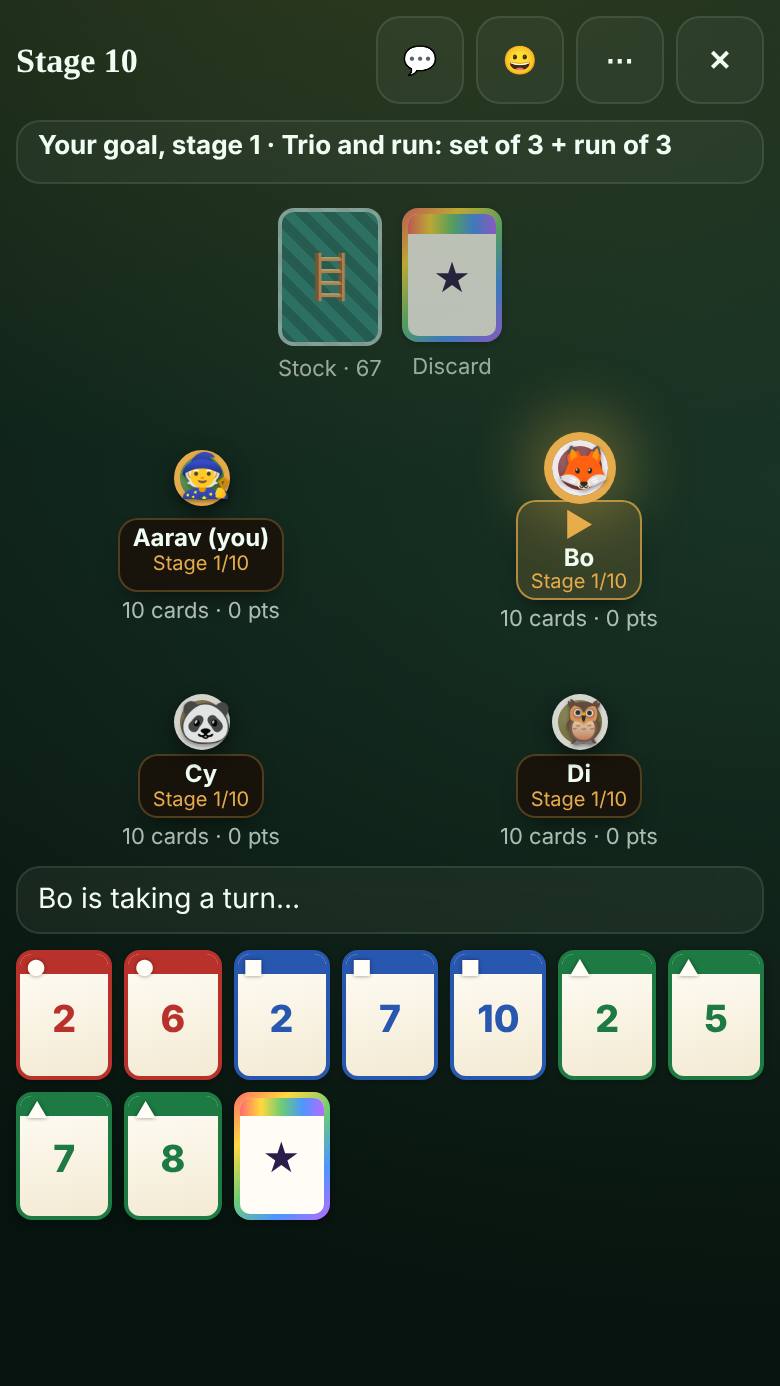 Stage 10
Your goal, stage 1 · Trio and run: set of 3 + run of 3
Stock · 67
Discard
Aarav (you)
Stage 1/10
10 cards · 0 pts
Bo
Stage 1/10
10 cards · 0 pts
Cy
Stage 1/10
10 cards · 0 pts
Di
Stage 1/10
10 cards · 0 pts
Bo is taking a turn...
2 6 2 7 10 2 5
7 8